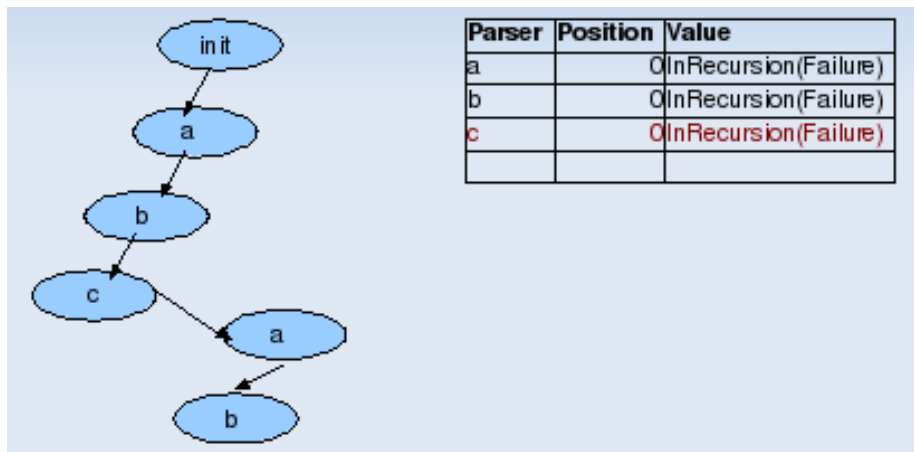 init
a
b
c
a
b
Parser Position Value
a 0 InRecursion(Failure)
b 0 InRecursion(Failure)
c 0 InRecursion(Failure)